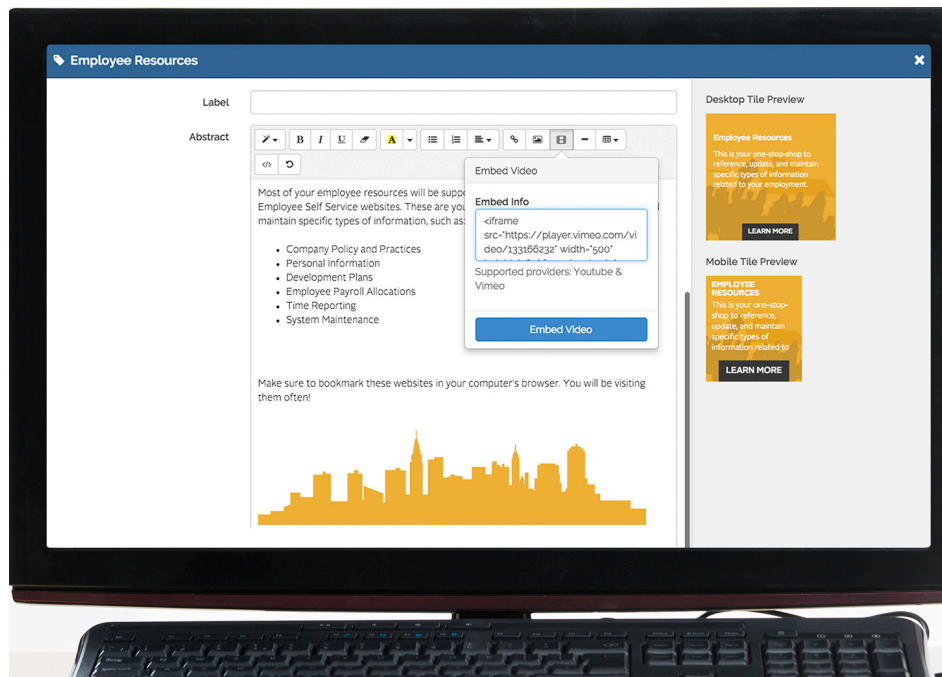 Employee Resources
Label
Abstract
B I U A
Embed Video
Embed Info
<iframe
src="https://player.vimeo.com/vi
deo/133166232" width="500"
Supported providers: Youtube &
Vimeo
Embed Video
Most of your employee resources will be
Employee Self Service websites. These are
maintain specific types of information, such as:
Company Policy and Practices
Personal Information
Development Plans
Employee Payroll Allocations
Time Reporting
System Maintenance
Make sure to bookmark these websites in your computer's browser. You will be visiting
them often!
Desktop Tile Preview
Employee Resources
This is your one-stop-shop to
reference, update, and maintain
specific types of information
related to your employment.
LEARN MORE
Mobile Tile Preview
EMPLOYEE
RESOURCES
This is your one-stop-
shop to reference,
update, and maintain
specific types of
information related to
LEARN MORE